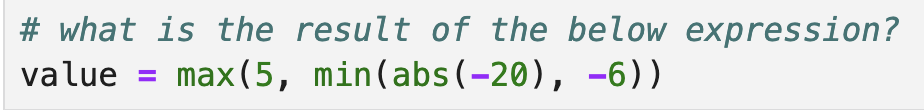 # what is the result of the below expression?
value = max(5, min(abs(-20), -6))